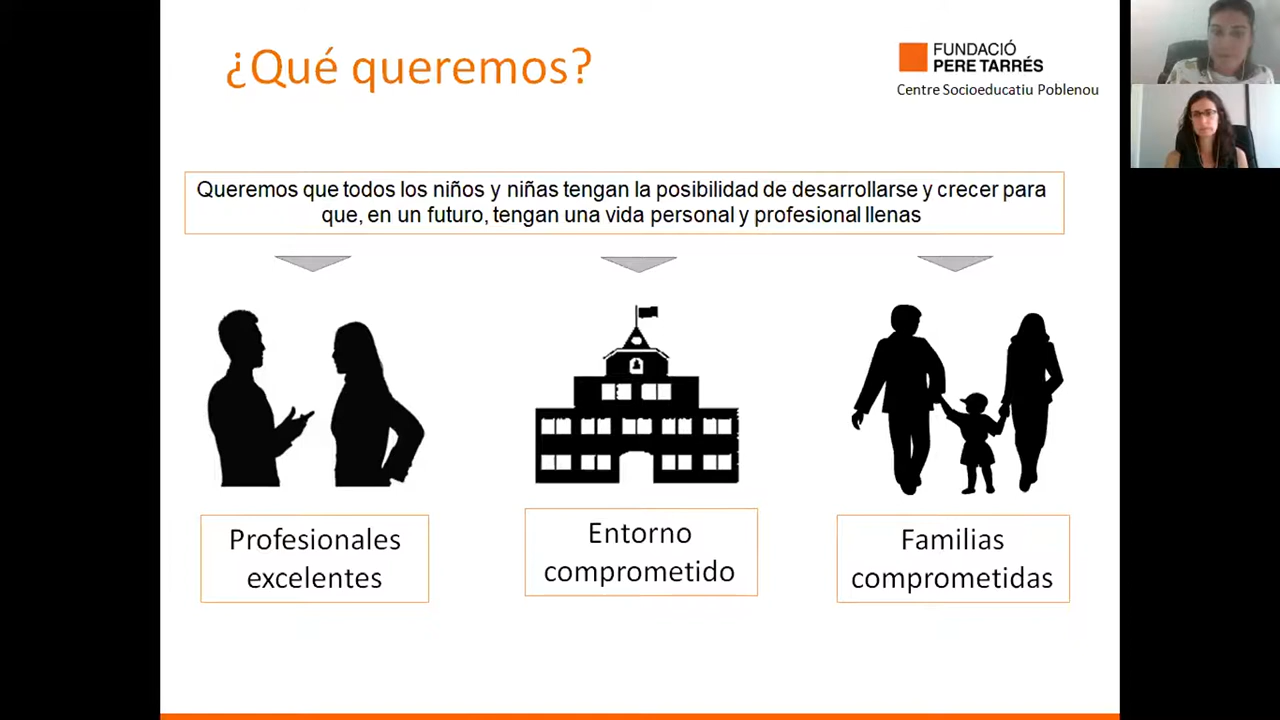 ¿Qué queremos?
FUNDACIÓ
PERE TARRÉS
Centre Socioeducatiu Poblenou
Queremos que todos los niños y niñas tengan la posibilidad de desarrollarse y crecer para
que, en un futuro, tengan una vida personal y profesional llenas
Profesionales
excelentes
Entorno
comprometido
Familias
comprometidas